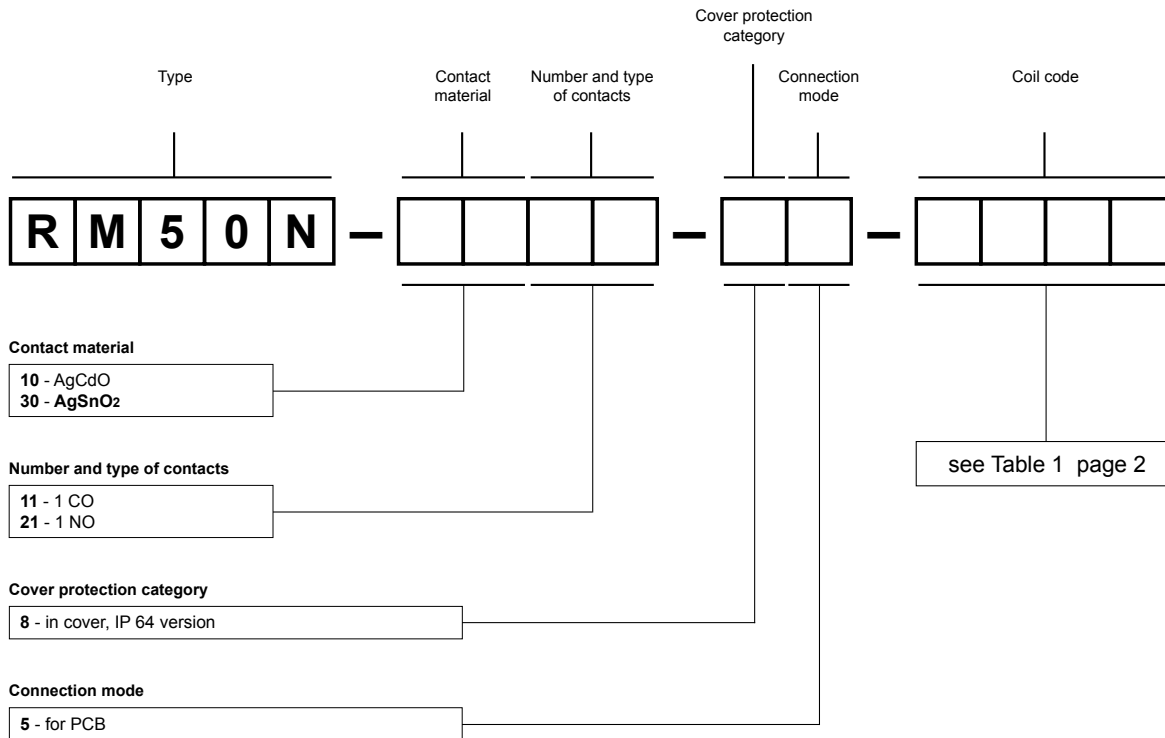 Cover protection
category
Type
Contact
material
Number and type
of contacts
Connection
mode
Coil code
R M 5 0 N – – –
Contact material
10 - AgCdO
30 - AgSnO2
Number and type of contacts
11 - 1 CO
21 - 1 NO
see Table 1 page 2
Cover protection category
8 - in cover, IP 64 version
Connection mode
5 - for PCB